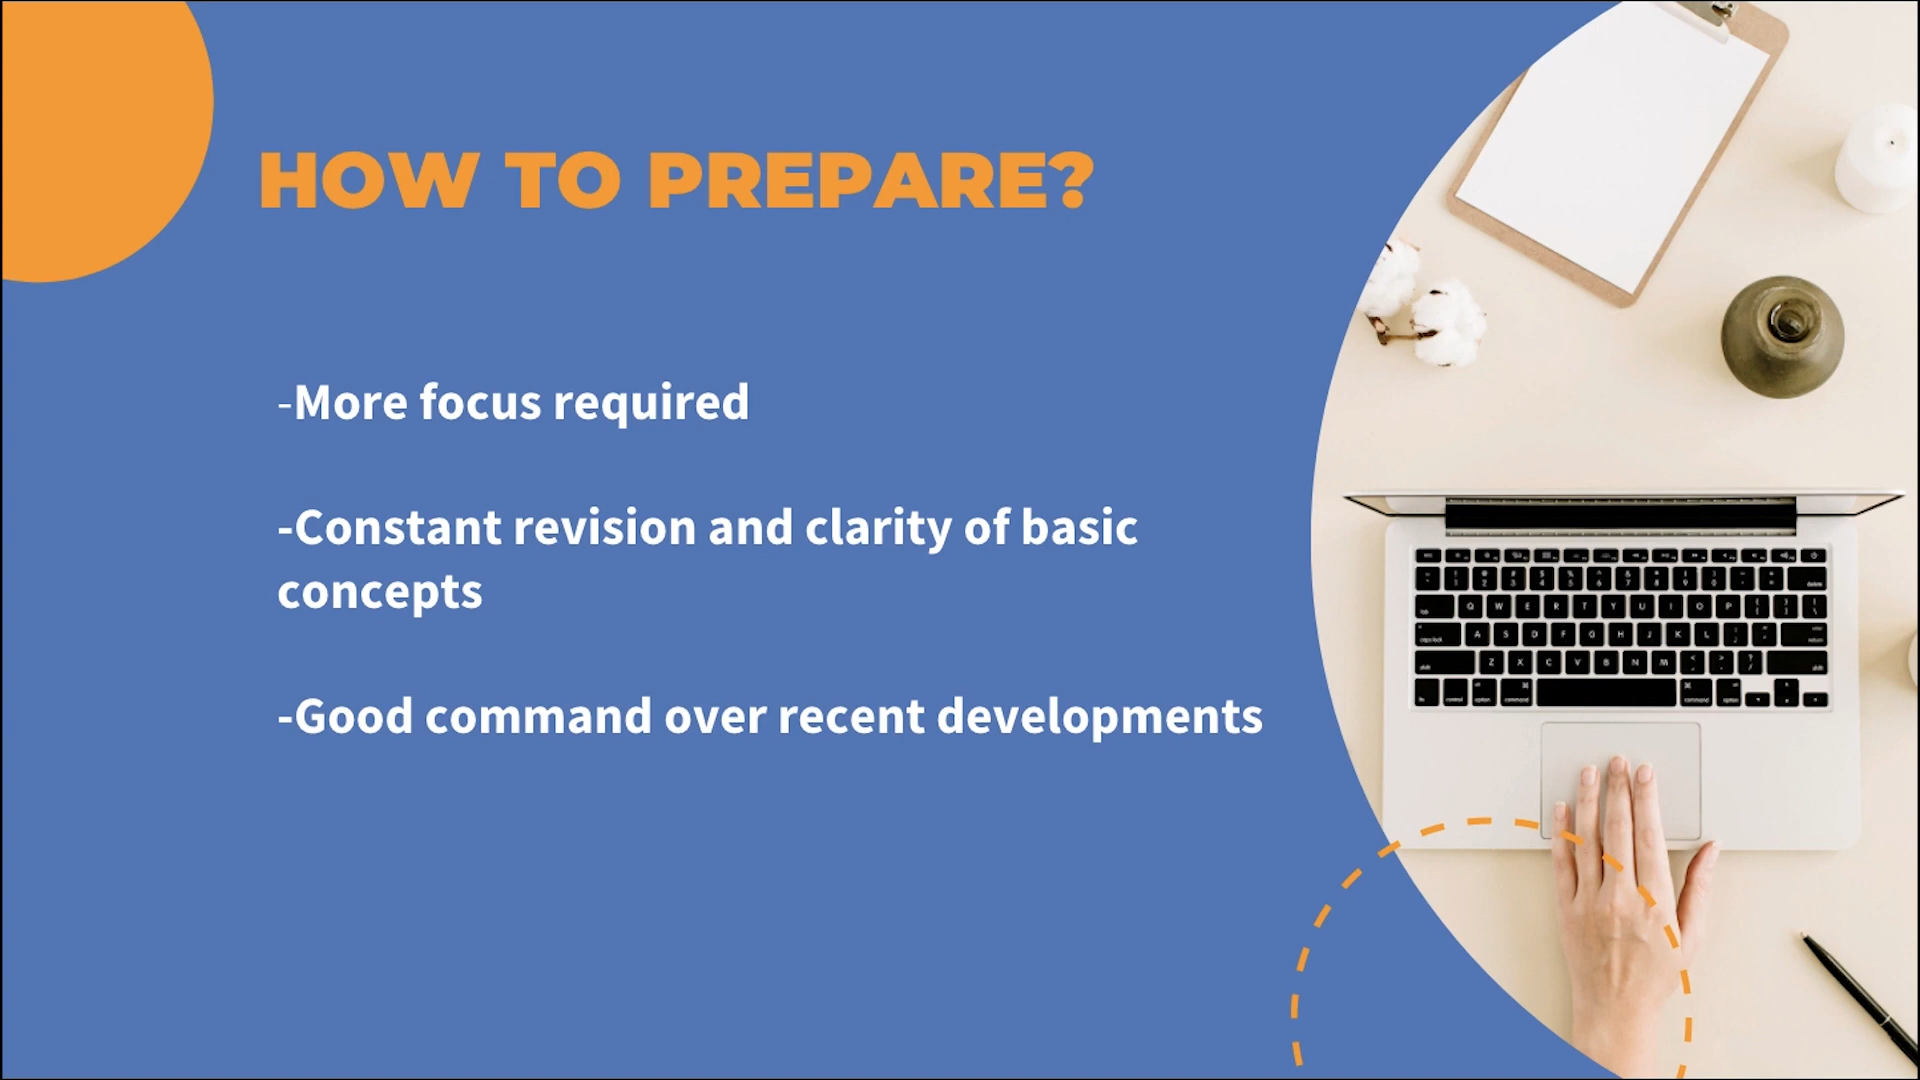 HOW TO PREPARE?
-More focus required
-Constant revision and clarity of basic
concepts
-Good command over recent developments